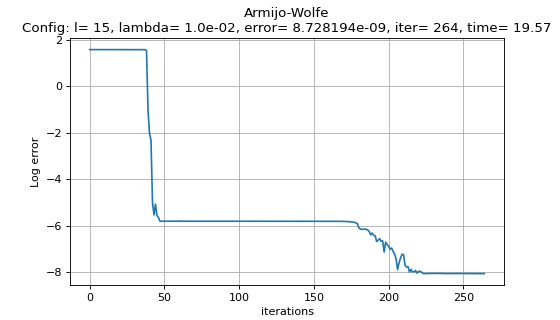 Armijo-Wolfe
Config: l= 15, lambda= 1.0e-02, error= 8.728194e-09, iter= 264, time= 19.57
2
0
−2
−4
−6
−8
Log error
0 50 100 150 200 250
iterations